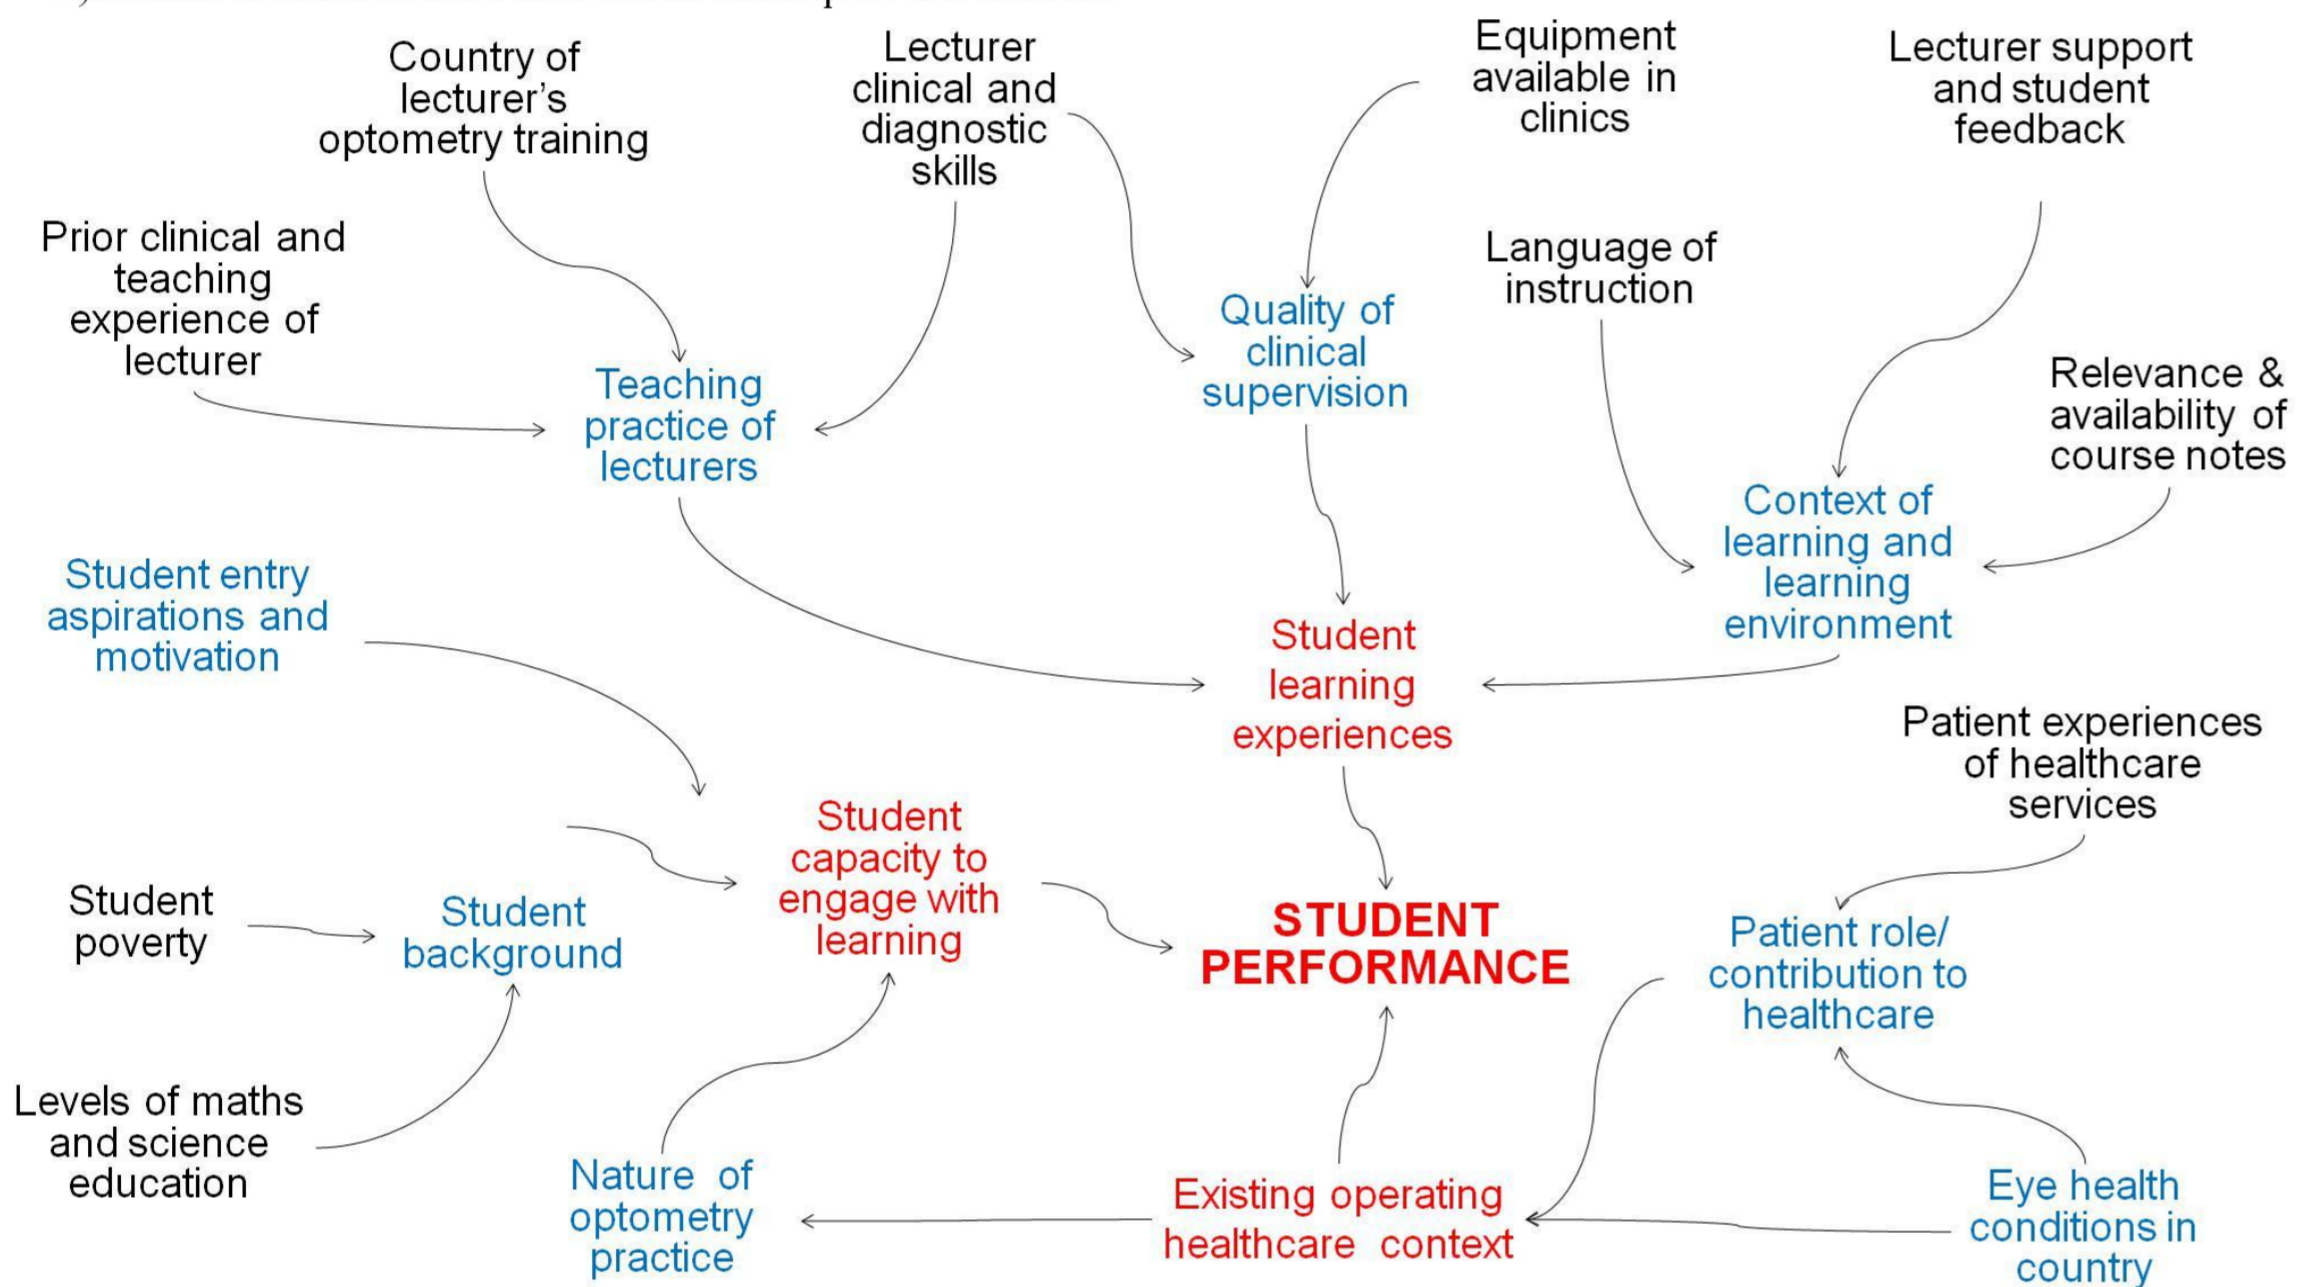 Country of
lecturer’s
optometry training
Lecturer
clinical and
diagnostic
skills
Equipment
available in
clinics
Lecturer support
and student
feedback
Prior clinical and
teaching
experience of
lecturer
Language of
instruction
Quality of
clinical
supervision
Teaching
practice of
lecturers
Relevance &
availability of
course notes
Context of
learning and
learning
environment
Student entry
aspirations and
motivation
Student
learning
experiences
Patient experiences
of healthcare
services
Student
capacity to
engage with
learning
Student
poverty
Student
background
STUDENT
PERFORMANCE
Patient role/
contribution to
healthcare
Levels of maths
and science
education
Nature of
optometry
practice
Existing operating
healthcare context
Eye health
conditions in
country